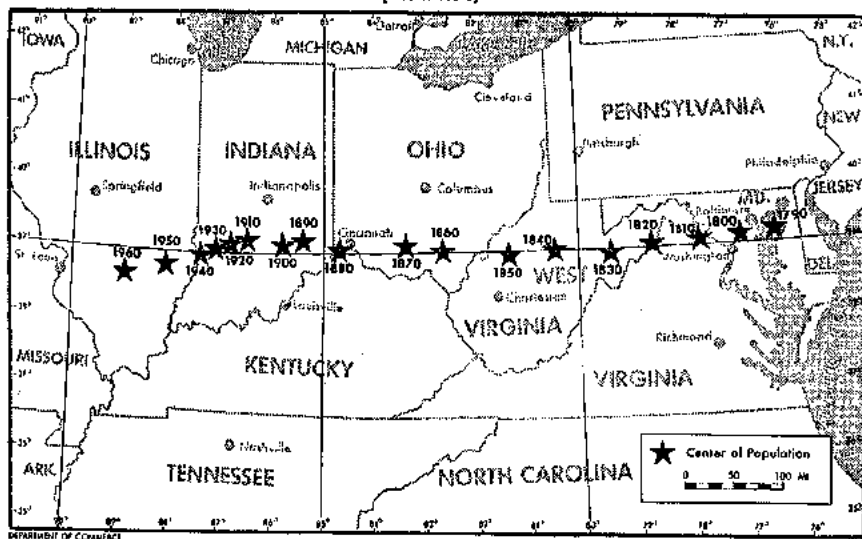 IOWA
Chicago
MICHIGAN
Detroit
Cleveland
N.Y.
PENNSYLVANIA
NEW
JERSEY
Pittsburgh
Philadelphia
ILLINOIS
INDIANA
OHIO
Springfield
Indianapolis
Columbus
MD.
Baltimore
1960
1950
1940
1930
1920
1910
1900
1890
Cincinnati
1880
1870
1860
1850
1840
1830
1820
1810
1800
1790
Washington
DEL.
St. Louis
WEST
VIRGINIA
Charleston
Louisville
Richmond
MISSOURI
KENTUCKY
VIRGINIA
Nashville
ARK.
TENNESSEE
NORTH CAROLINA
Center of Population
0 50 100 Mi
DEPARTMENT OF COMMERCE